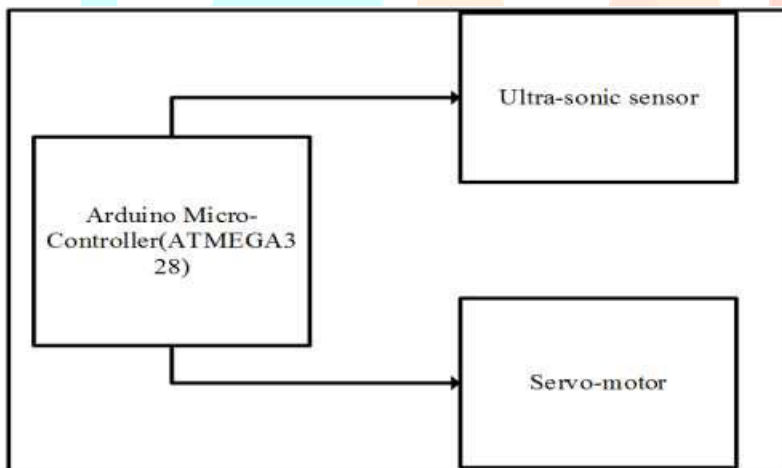 Ultra-sonic sensor
Arduino Micro-
Controller(ATMEGA3
28)
Servo-motor